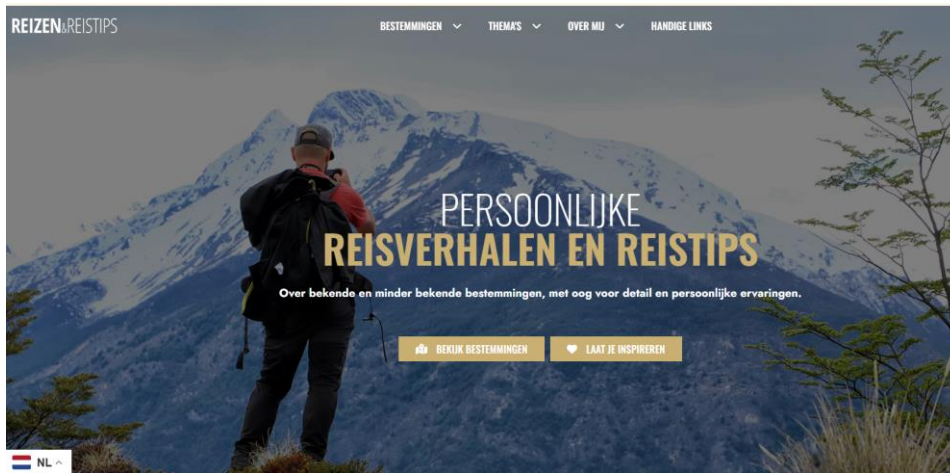 REIZEN&REISTIPS
BESTEMMINGEN THEMA'S OVER MIJ HANDIGE LINKS
PERSOONLIJKE
REISVERHALEN EN REISTIPS
Over bekende en minder bekende bestemmingen, met oog voor detail en persoonlijke ervaringen.
BEKIJK BESTEMMINGEN LAAT JE INSPIREREN
NL